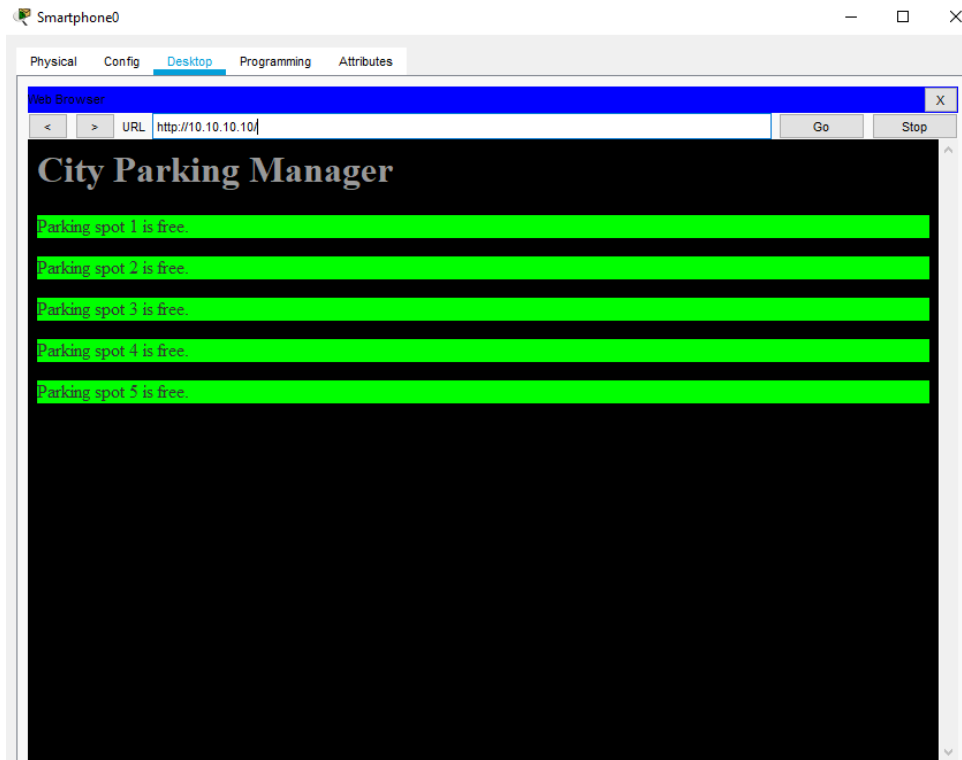 Smartphone0
Physical Config Desktop Programming Attributes
Web Browser
X
< > URL http://10.10.10.10/ Go Stop
City Parking Manager
Parking spot 1 is free.
Parking spot 2 is free.
Parking spot 3 is free.
Parking spot 4 is free.
Parking spot 5 is free.